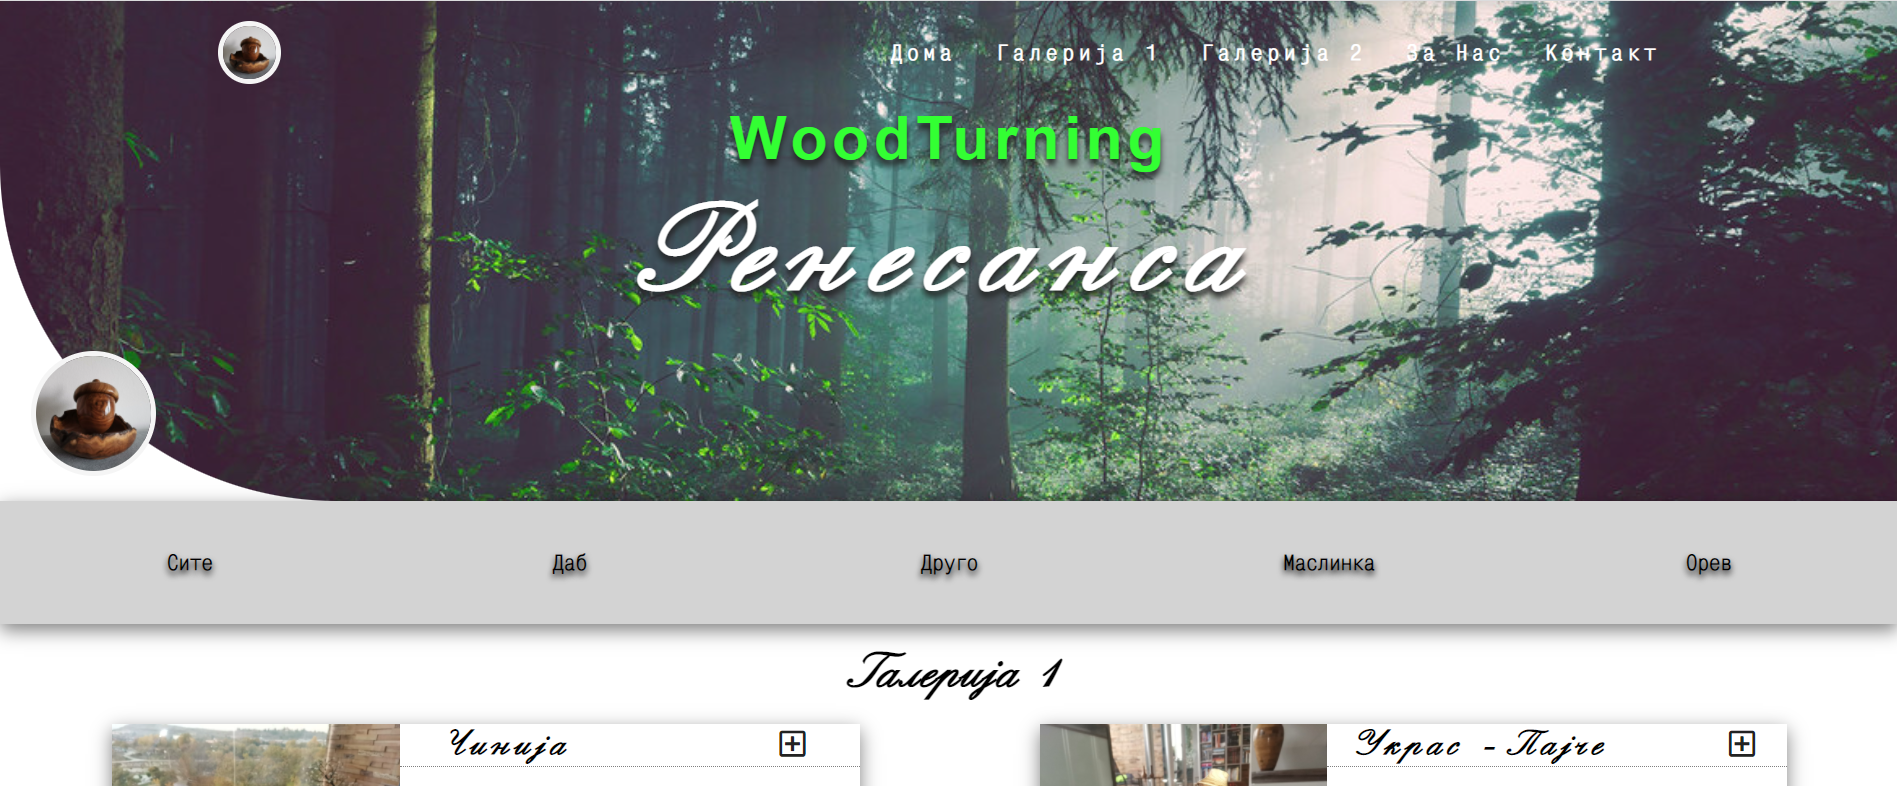 Дома Галерија 1 Галерија 2 За Нас Контакт
WoodTurning
Ренесанса
Сите Даб Друго Маслинка Орев
Галерија 1
Чинија
Украс - Пајче